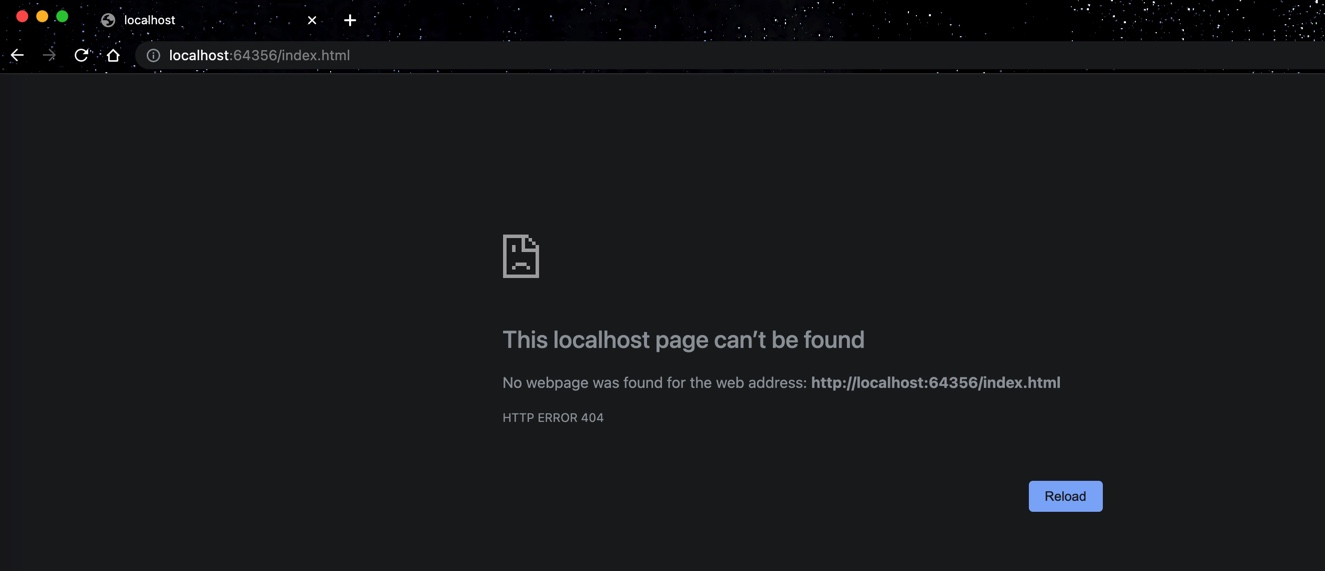 localhost
localhost:64356/index.html
This localhost page can’t be found
No webpage was found for the web address: http://localhost:64356/index.html
HTTP ERROR 404
Reload